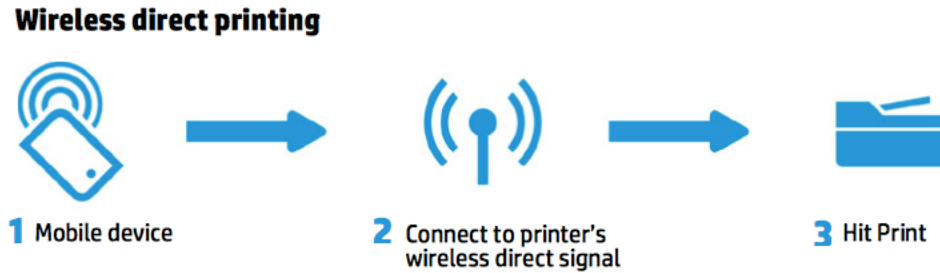 Wireless direct printing
1 Mobile device
2 Connect to printer's
wireless direct signal
3 Hit Print